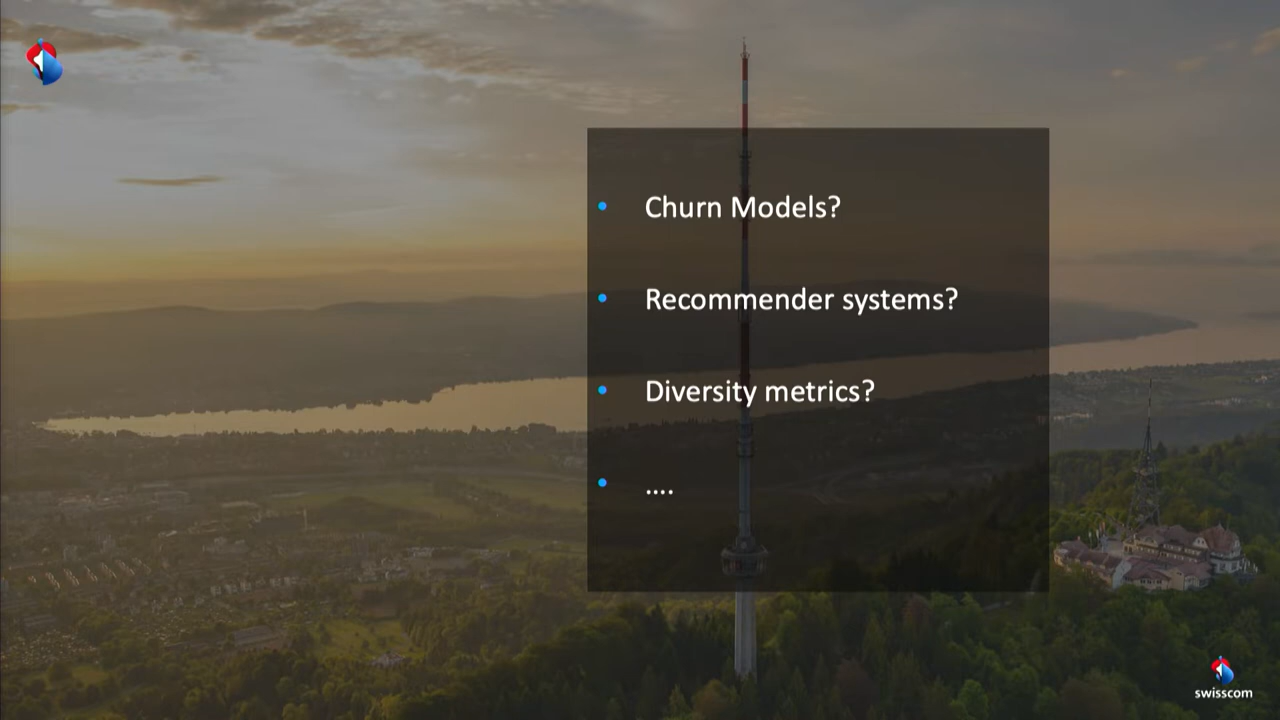 Churn Models?
Recommender systems?
Diversity metrics?
....
swisscom